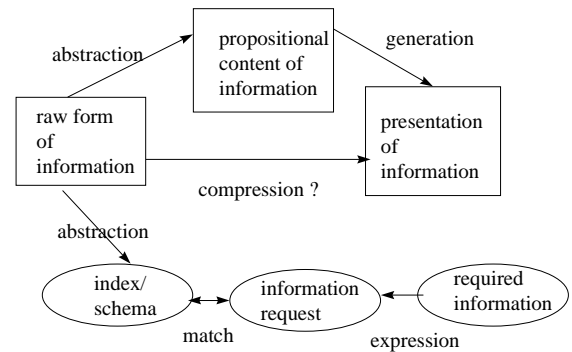 propositional
content of
information
generation
abstraction
raw form
of
information
presentation
of
information
compression ?
abstraction
index/
schema
information
request
required
information
match
expression